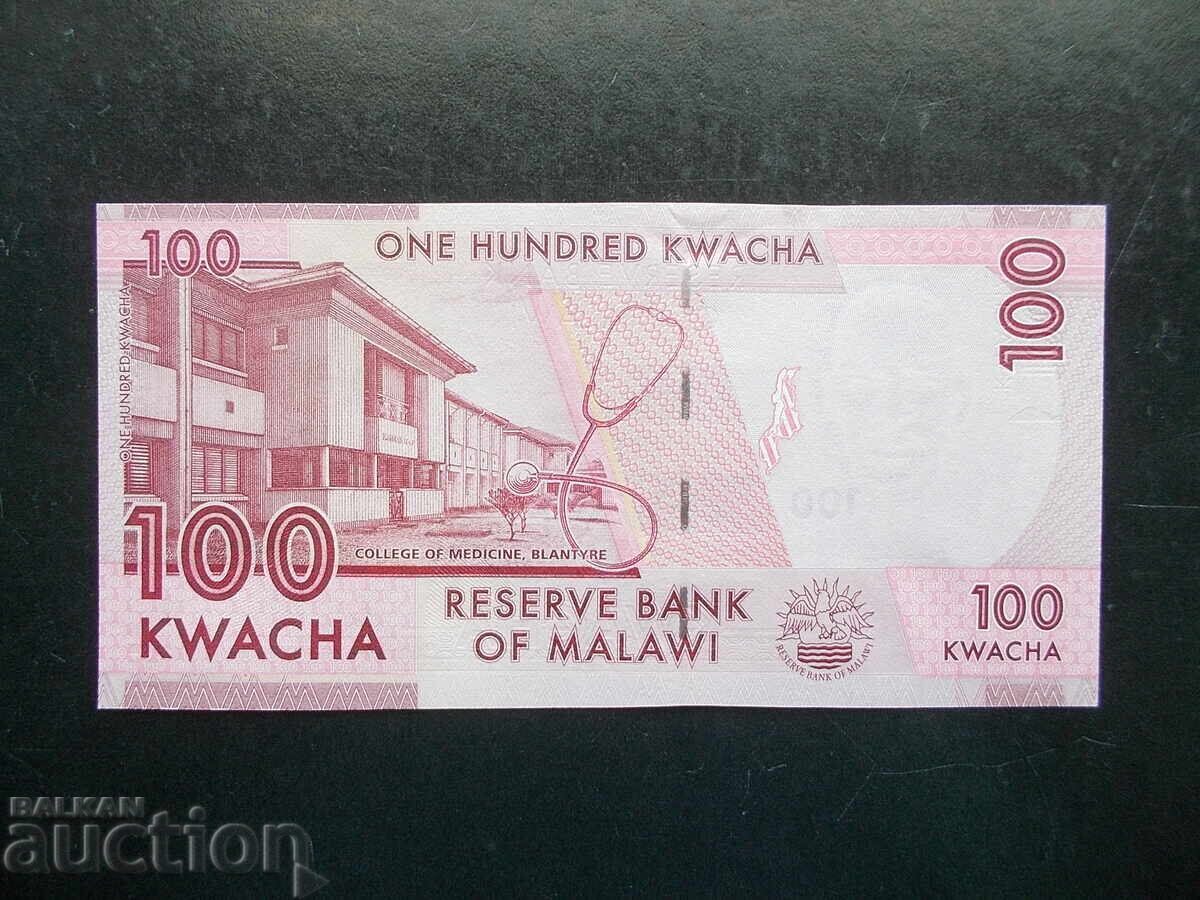 100
ONE HUNDRED KWACHA
100
ONE HUNDRED KWACHA
COLLEGE OF MEDICINE, BLANTYRE
100
KWACHA
RESERVE BANK
OF MALAWI
RESERVE BANK OF MALAWI
100
KWACHA
BALKAN
auction